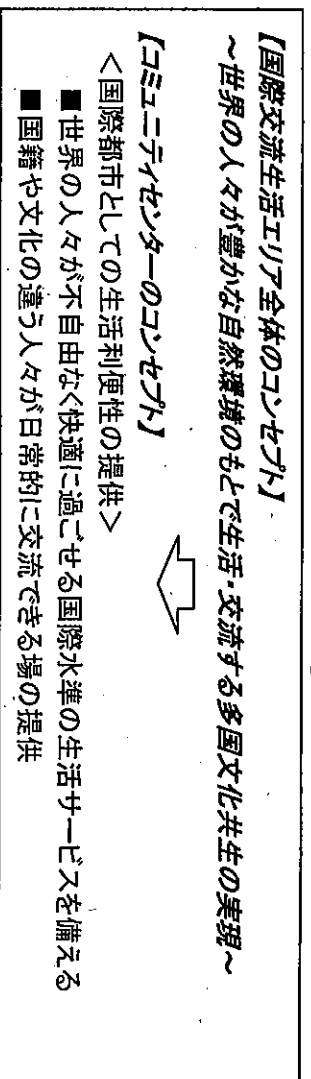 【国際交流生活エリア全体のコンセプト】
～世界の人々が豊かな自然環境のもとで生活・交流する多国文化共生の実現～
【コミュニティセンターのコンセプト】
＜国際都市としての生活利便性の提供＞
■世界の人々が不自由なく快適に過ごせる国際水準の生活サービスを備える
■国籍や文化の違う人々が日常的に交流できる場の提供